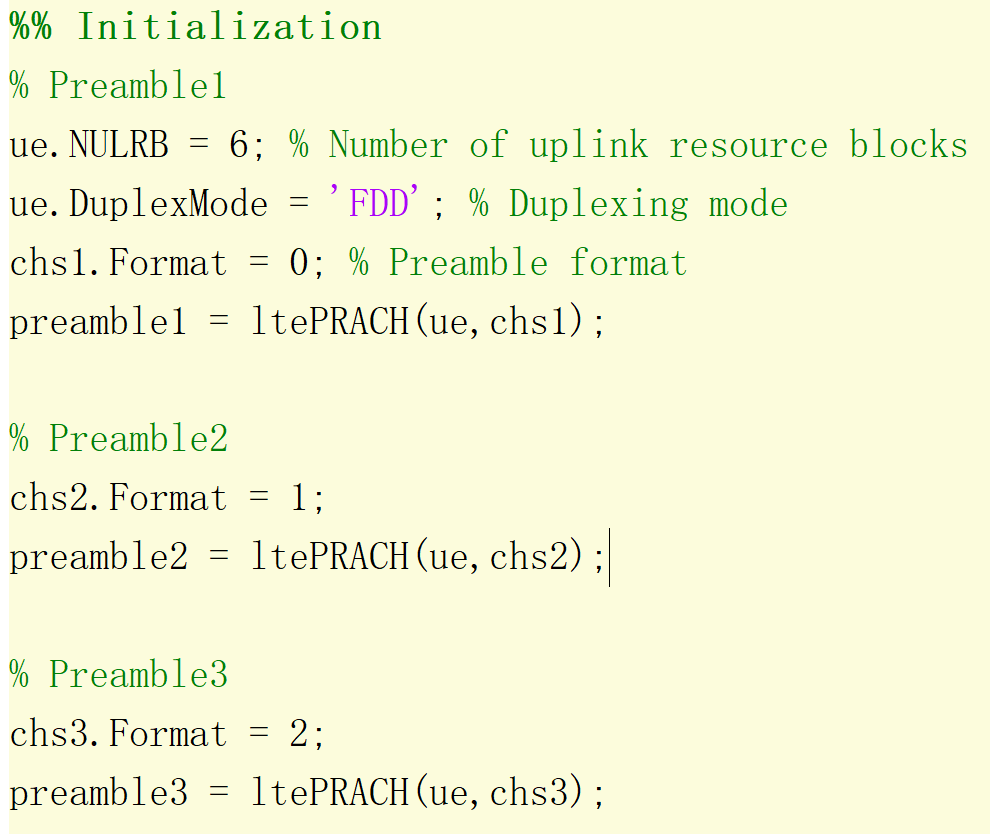 %% Initialization
% Preamble1
ue.NULRB = 6; % Number of uplink resource blocks
ue.DuplexMode = 'FDD'; % Duplexing mode
chs1.Format = 0; % Preamble format
preamble1 = ltePRACH(ue,chs1);
% Preamble2
chs2.Format = 1;
preamble2 = ltePRACH(ue,chs2);
% Preamble3
chs3.Format = 2;
preamble3 = ltePRACH(ue,chs3);